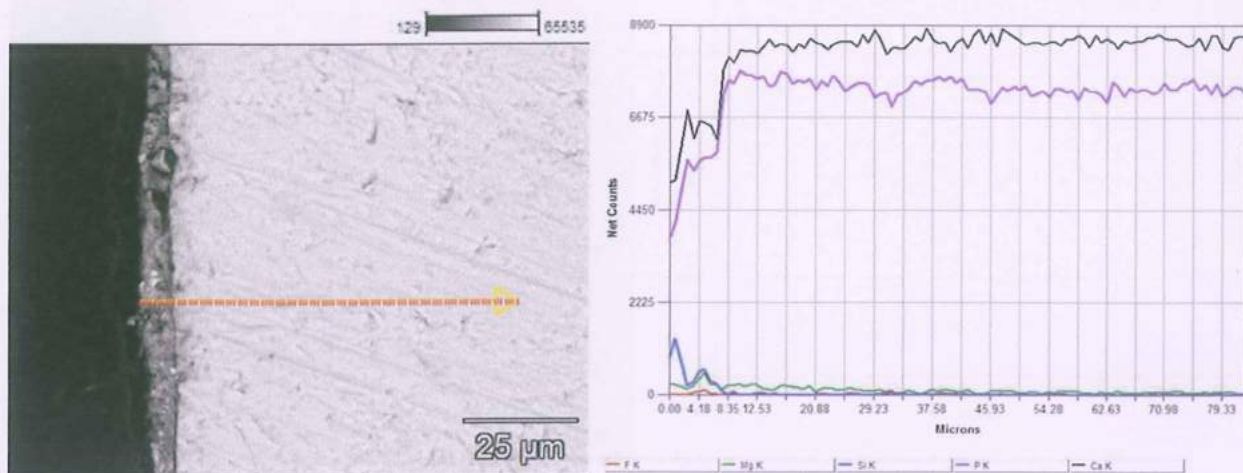 129 65535
25 µm
8900
6675
4450
2225
0
Net Counts
0.00 4.18 8.35 12.53 20.88 29.23 37.58 45.93 54.28 62.63 70.98 79.33
Microns
F K Mg K Si K P K Ca K